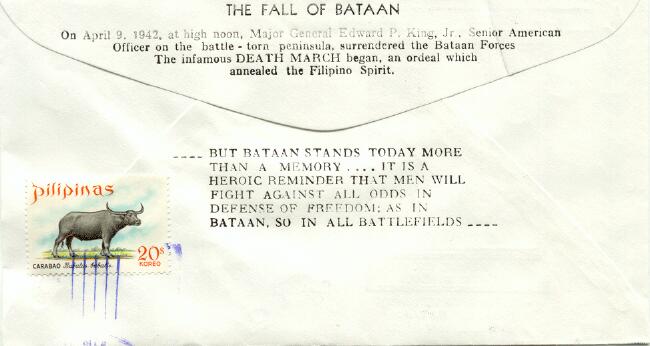 THE FALL OF BATAAN
On April 9, 1942, at high noon, Major General Edward P. King, Jr., Senior American
Officer on the battle - torn peninsula, surrendered the Bataan Forces
The infamous DEATH MARCH began, an ordeal which
annealed the Filipino Spirit.
---- BUT BATAAN STANDS TODAY MORE
THAN A MEMORY .... IT IS A
HEROIC REMINDER THAT MEN WILL
FIGHT AGAINST ALL ODDS IN
DEFENSE OF FREEDOM; AS IN
BATAAN, SO IN ALL BATTLEFIELDS ----
Pilipinas
20s
KOREO
CARABAO Bubalus bubalis